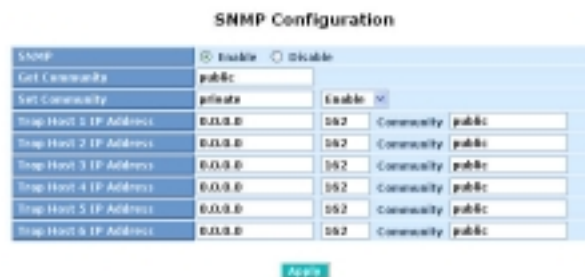 SNMP Configuration
SNMP Enable Disable
Get Community public
Set Community private Enable
Trap Host 1 IP Address 0.0.0.0 162 Community public
Trap Host 2 IP Address 0.0.0.0 162 Community public
Trap Host 3 IP Address 0.0.0.0 162 Community public
Trap Host 4 IP Address 0.0.0.0 162 Community public
Trap Host 5 IP Address 0.0.0.0 162 Community public
Trap Host 6 IP Address 0.0.0.0 162 Community public
Apply